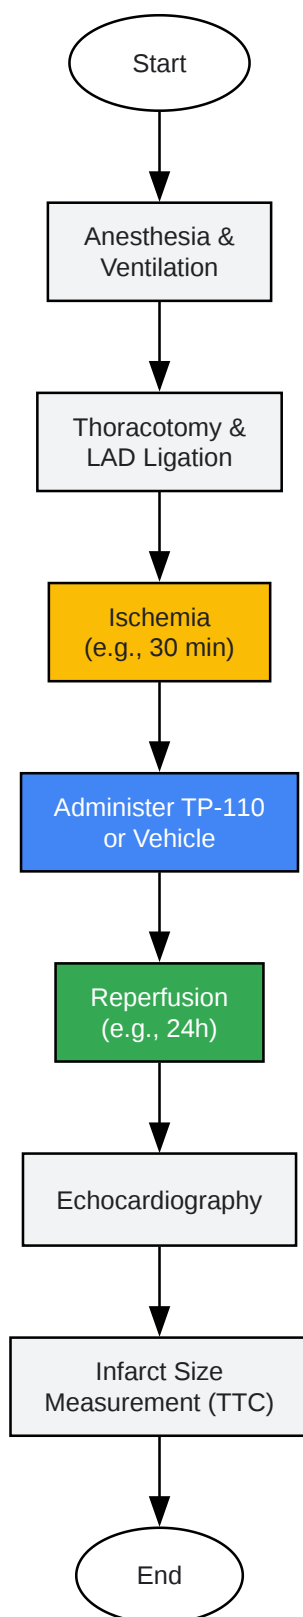 Start
Anesthesia &
Ventilation
Thoracotomy &
LAD Ligation
Ischemia
(e.g., 30 min)
Administer TP-110
or Vehicle
Reperfusion
(e.g., 24h)
Echocardiography
Infarct Size
Measurement (TTC)
End